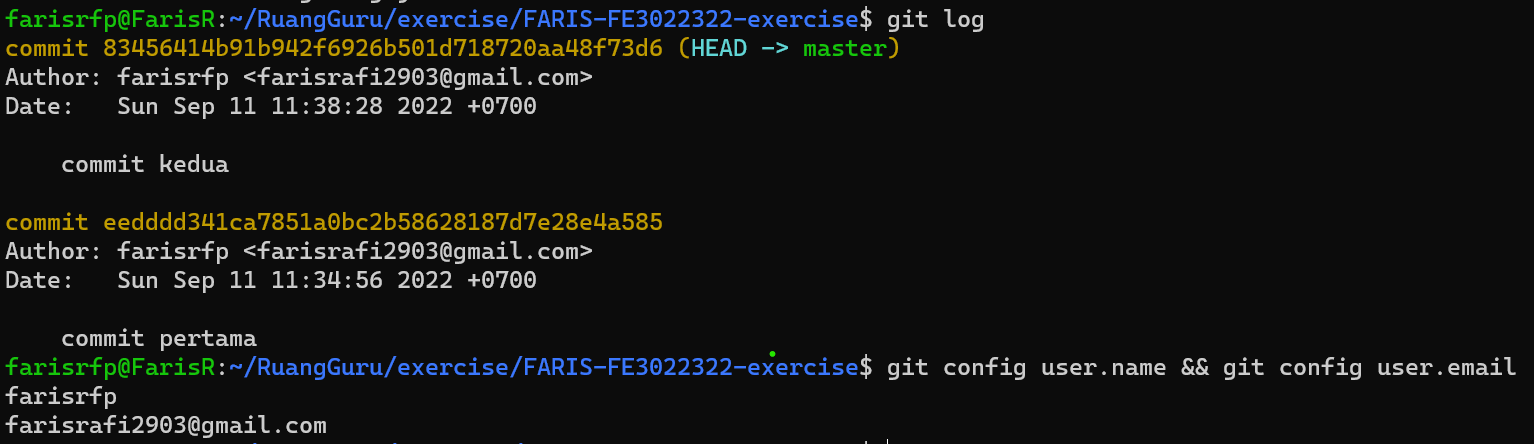 farisrfp@FarisR:~/RuangGuru/exercise/FARIS-FE3022322-exercise$ git log
commit 83456414b91b942f6926b501d718720aa48f73d6 (HEAD -> master)
Author: farisrfp <farisrafi2903@gmail.com>
Date:   Sun Sep 11 11:38:28 2022 +0700
    commit kedua
commit eedddd341ca7851a0bc2b58628187d7e28e4a585
Author: farisrfp <farisrafi2903@gmail.com>
Date:   Sun Sep 11 11:34:56 2022 +0700
    commit pertama
farisrfp@FarisR:~/RuangGuru/exercise/FARIS-FE3022322-exercise$ git config user.name && git config user.email
farisrfp
farisrafi2903@gmail.com